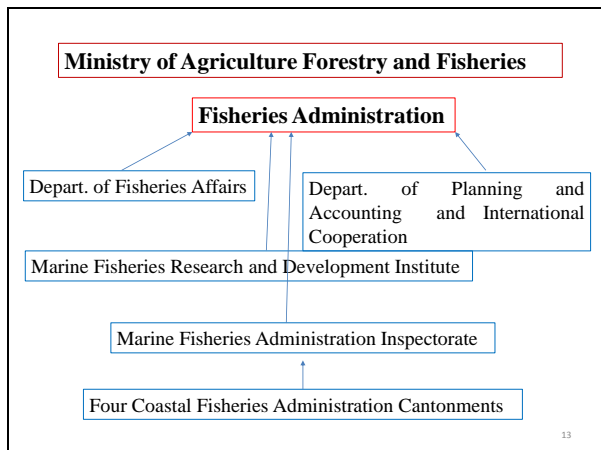 Ministry of Agriculture Forestry and Fisheries
Fisheries Administration
Depart. of Fisheries Affairs
Depart. of Planning and
Accounting and International
Cooperation
Marine Fisheries Research and Development Institute
Marine Fisheries Administration Inspectorate
Four Coastal Fisheries Administration Cantonments
13